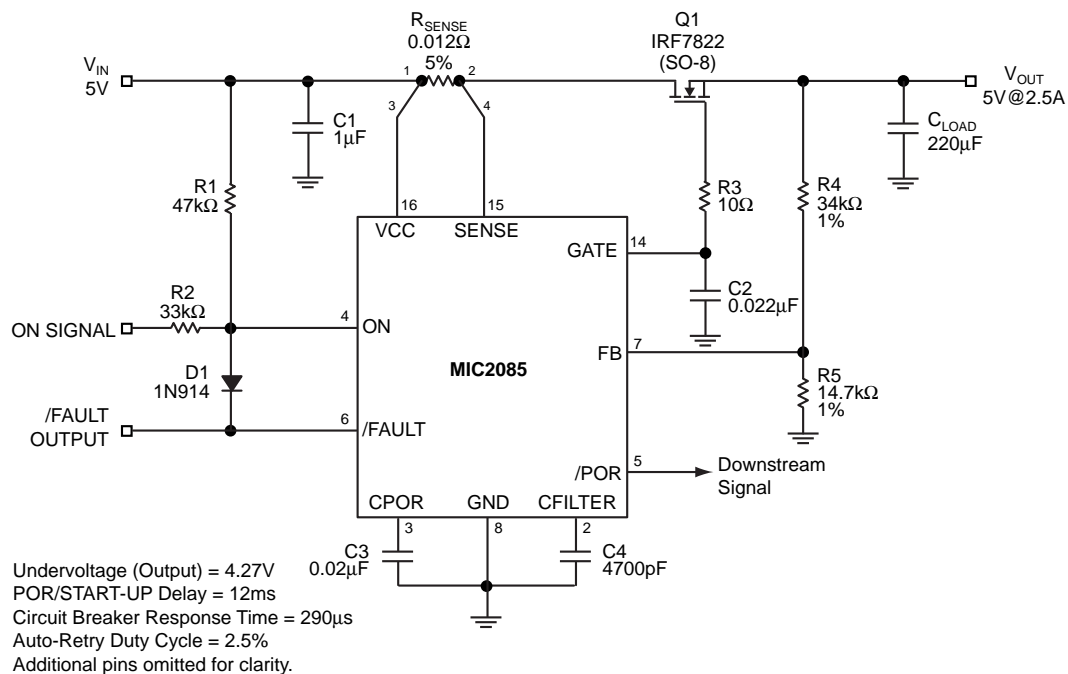 R_SENSE
0.012Ω
5%
Q1
IRF7822
(SO-8)
V_IN
5V
1
2
3
4
V_OUT
5V@2.5A
C1
1µF
C_LOAD
220µF
R1
47kΩ
R3
10Ω
R4
34kΩ
1%
16
15
VCC
SENSE
GATE
14
C2
0.022µF
R2
33kΩ
ON SIGNAL
4
ON
FB
7
MIC2085
D1
1N914
R5
14.7kΩ
1%
/FAULT
OUTPUT
6
/FAULT
/POR
5
Downstream
Signal
CPOR
GND
CFILTER
3
8
2
C3
0.02µF
C4
4700pF
Undervoltage (Output) = 4.27V
POR/START-UP Delay = 12ms
Circuit Breaker Response Time = 290µs
Auto-Retry Duty Cycle = 2.5%
Additional pins omitted for clarity.